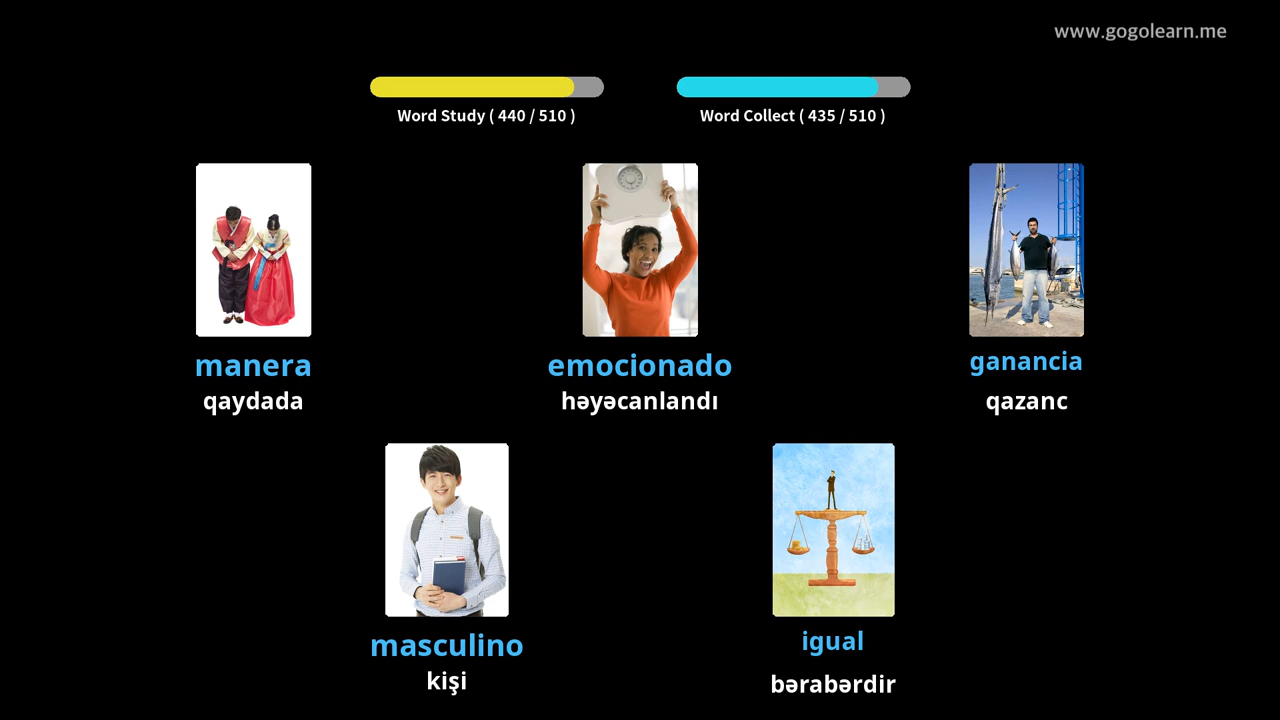 www.gogolearn.me
Word Study ( 440 / 510 )
Word Collect ( 435 / 510 )
manera
qaydada
emocionado
həyəcanlandı
ganancia
qazanc
masculino
kişi
igual
bərabərdir